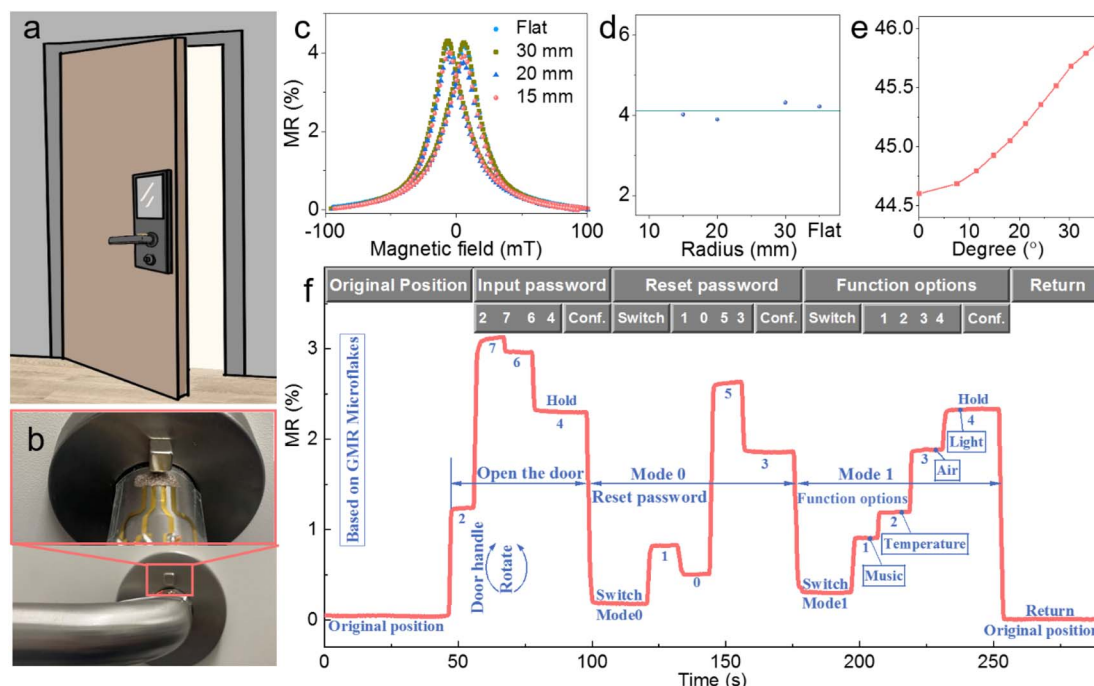 a
b
c
MR (%)
4
2
0
-100
0
100
Magnetic field (mT)
Flat
30 mm
20 mm
15 mm
d
6
4
2
10
20
30
Flat
Radius (mm)
e
46.0
45.5
45.0
44.5
0
10
20
30
Degree (°)
f
Original Position
Input password
Reset password
Function options
Return
2 7 6 4
Conf.
Switch
1 0 5 3
Conf.
Switch
1 2 3 4
Conf.
MR (%)
3
2
1
0
Based on GMR Microflakes
7
6
Hold
4
5
3
Hold
4
Light
3
Air
Open the door
Mode 0
Reset password
Mode 1
Function options
2
Door handle
Rotate
1
0
2
Temperature
1
Music
Switch
Mode0
Switch
Mode1
Original position
Return
Original position
0
50
100
150
200
250
Time (s)